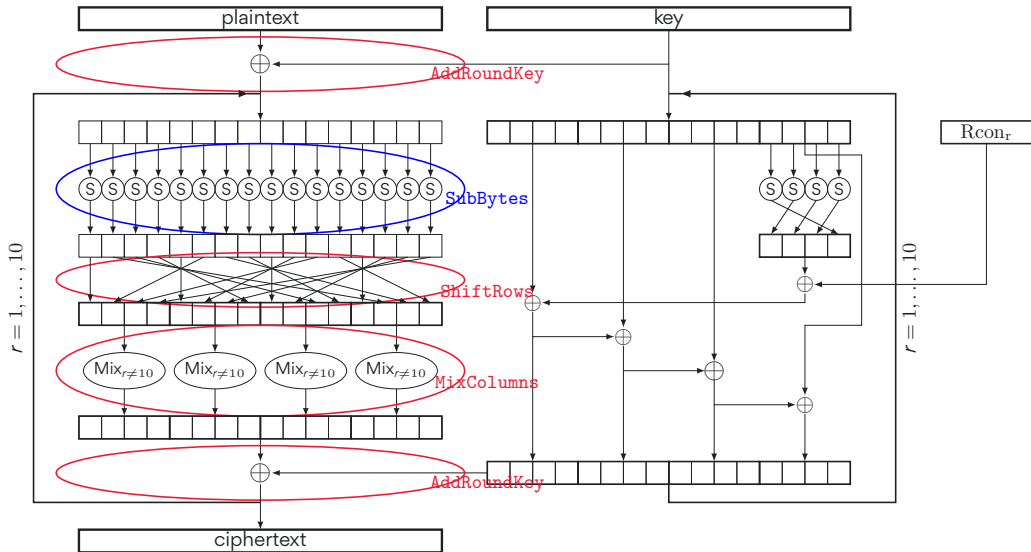 plaintext key
AddRoundKey
Rcon_r
S S S S S S S S S S S S S S S S S S S S
SubBytes
r = 1, . . . , 10 r = 1, . . . , 10
ShiftRows
Mix_{r≠10} Mix_{r≠10} Mix_{r≠10} Mix_{r≠10}
MixColumns
AddRoundKey
ciphertext